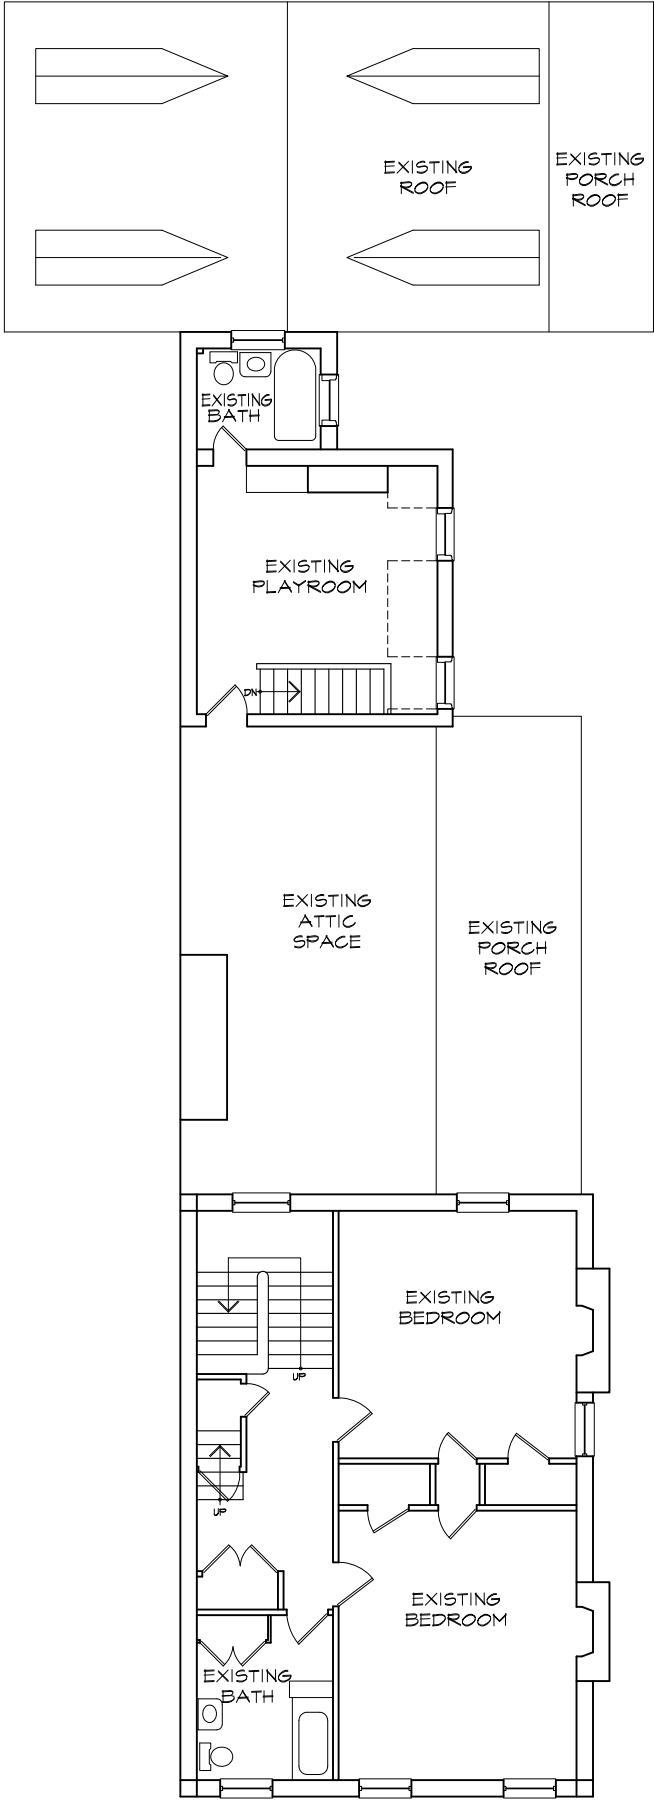 EXISTING
ROOF
EXISTING
PORCH
ROOF
EXISTING
BATH
EXISTING
PLAYROOM
DN
EXISTING
ATTIC
SPACE
EXISTING
PORCH
ROOF
EXISTING
BEDROOM
UP
UP
EXISTING
BEDROOM
EXISTING
BATH